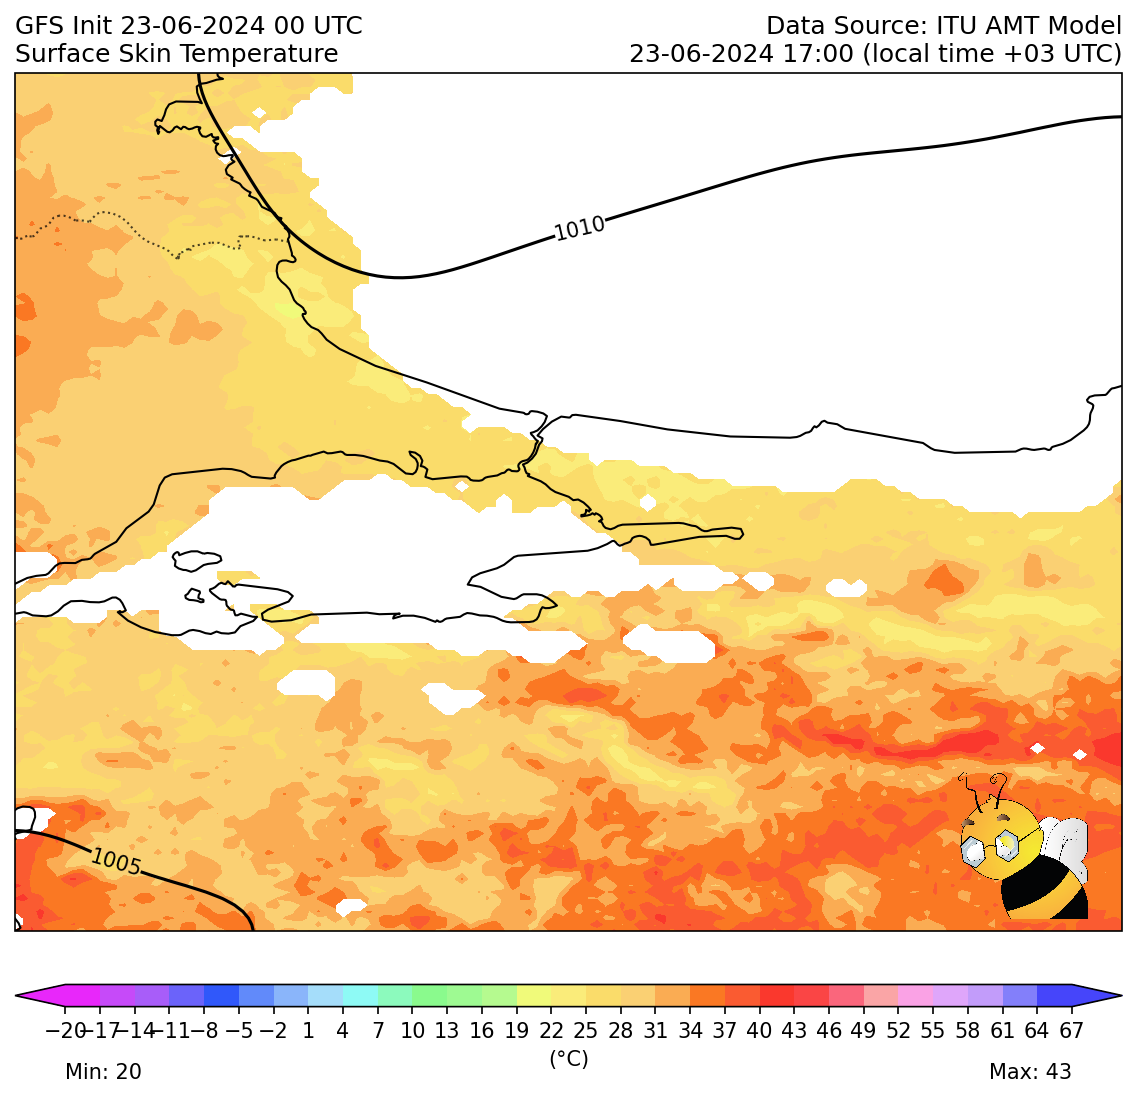 GFS Init 23-06-2024 00 UTC
Data Source: ITU AMT Model
Surface Skin Temperature
23-06-2024 17:00 (local time +03 UTC)
1010
1005
−20 −17 −14 −11 −8 −5 −2 1 4 7 10 13 16 19 22 25 28 31 34 37 40 43 46 49 52 55 58 61 64 67
(°C)
Min: 20
Max: 43